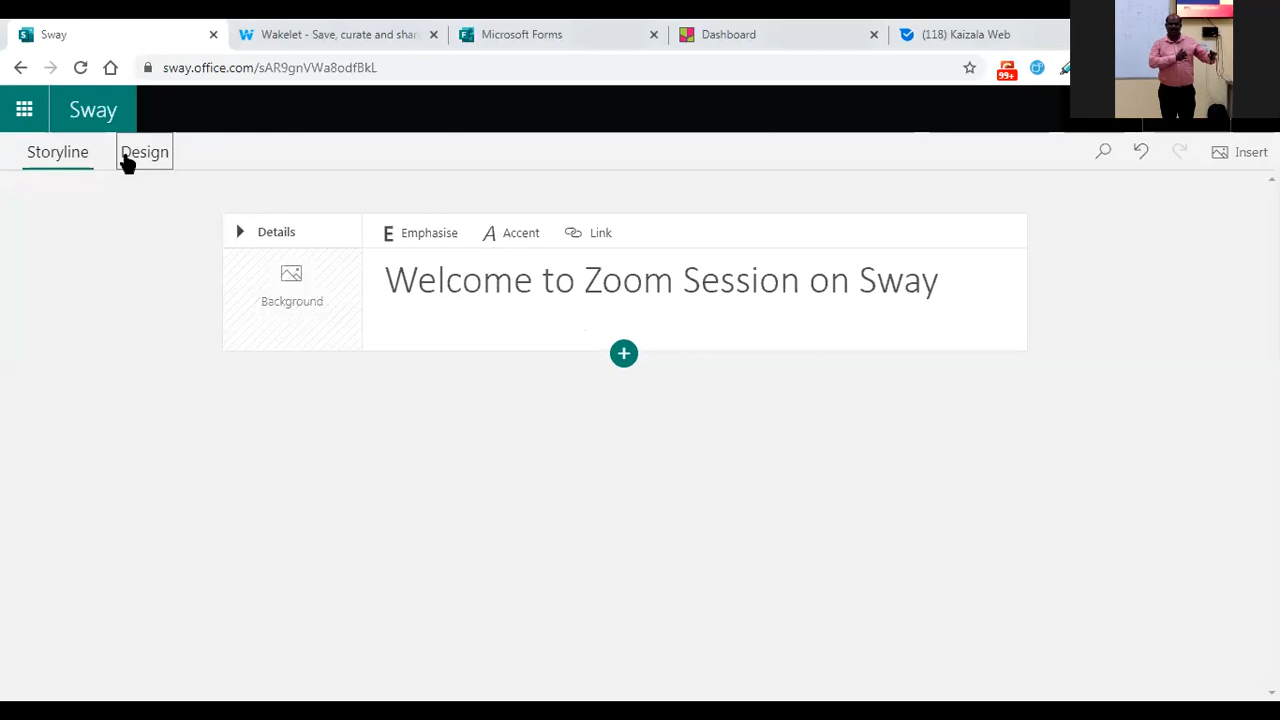 Sway
Wakelet - Save, curate and shar
Microsoft Forms
Dashboard
(118) Kaizala Web
sway.office.com/sAR9gnVWa8odfBkL
99+
Sway
Storyline
Design
Insert
Details
E Emphasise
A Accent
Link
Background
Welcome to Zoom Session on Sway